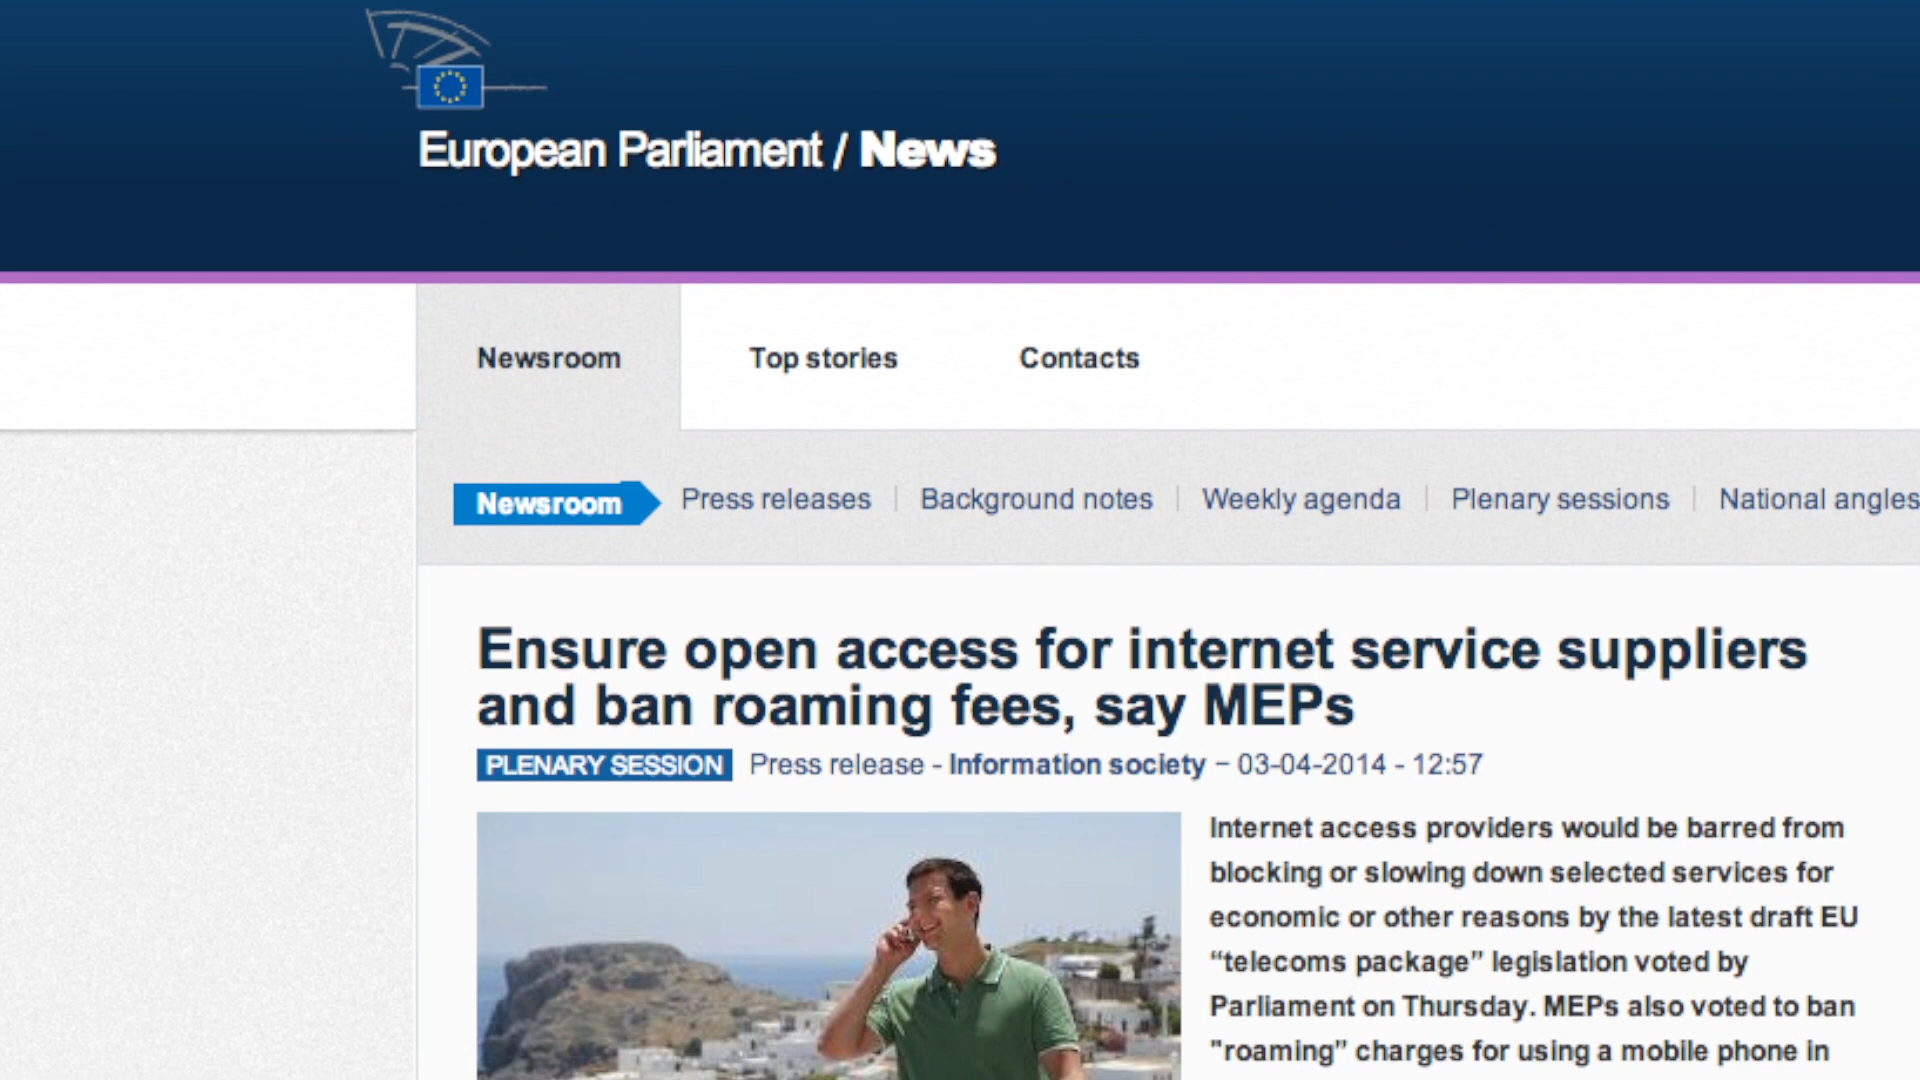 European Parliament / News
Newsroom
Top stories
Contacts
Newsroom
Press releases
Background notes
Weekly agenda
Plenary sessions
National angles
Ensure open access for internet service suppliers
and ban roaming fees, say MEPs
PLENARY SESSION Press release - Information society − 03-04-2014 - 12:57
Internet access providers would be barred from
blocking or slowing down selected services for
economic or other reasons by the latest draft EU
“telecoms package” legislation voted by
Parliament on Thursday. MEPs also voted to ban
"roaming” charges for using a mobile phone in